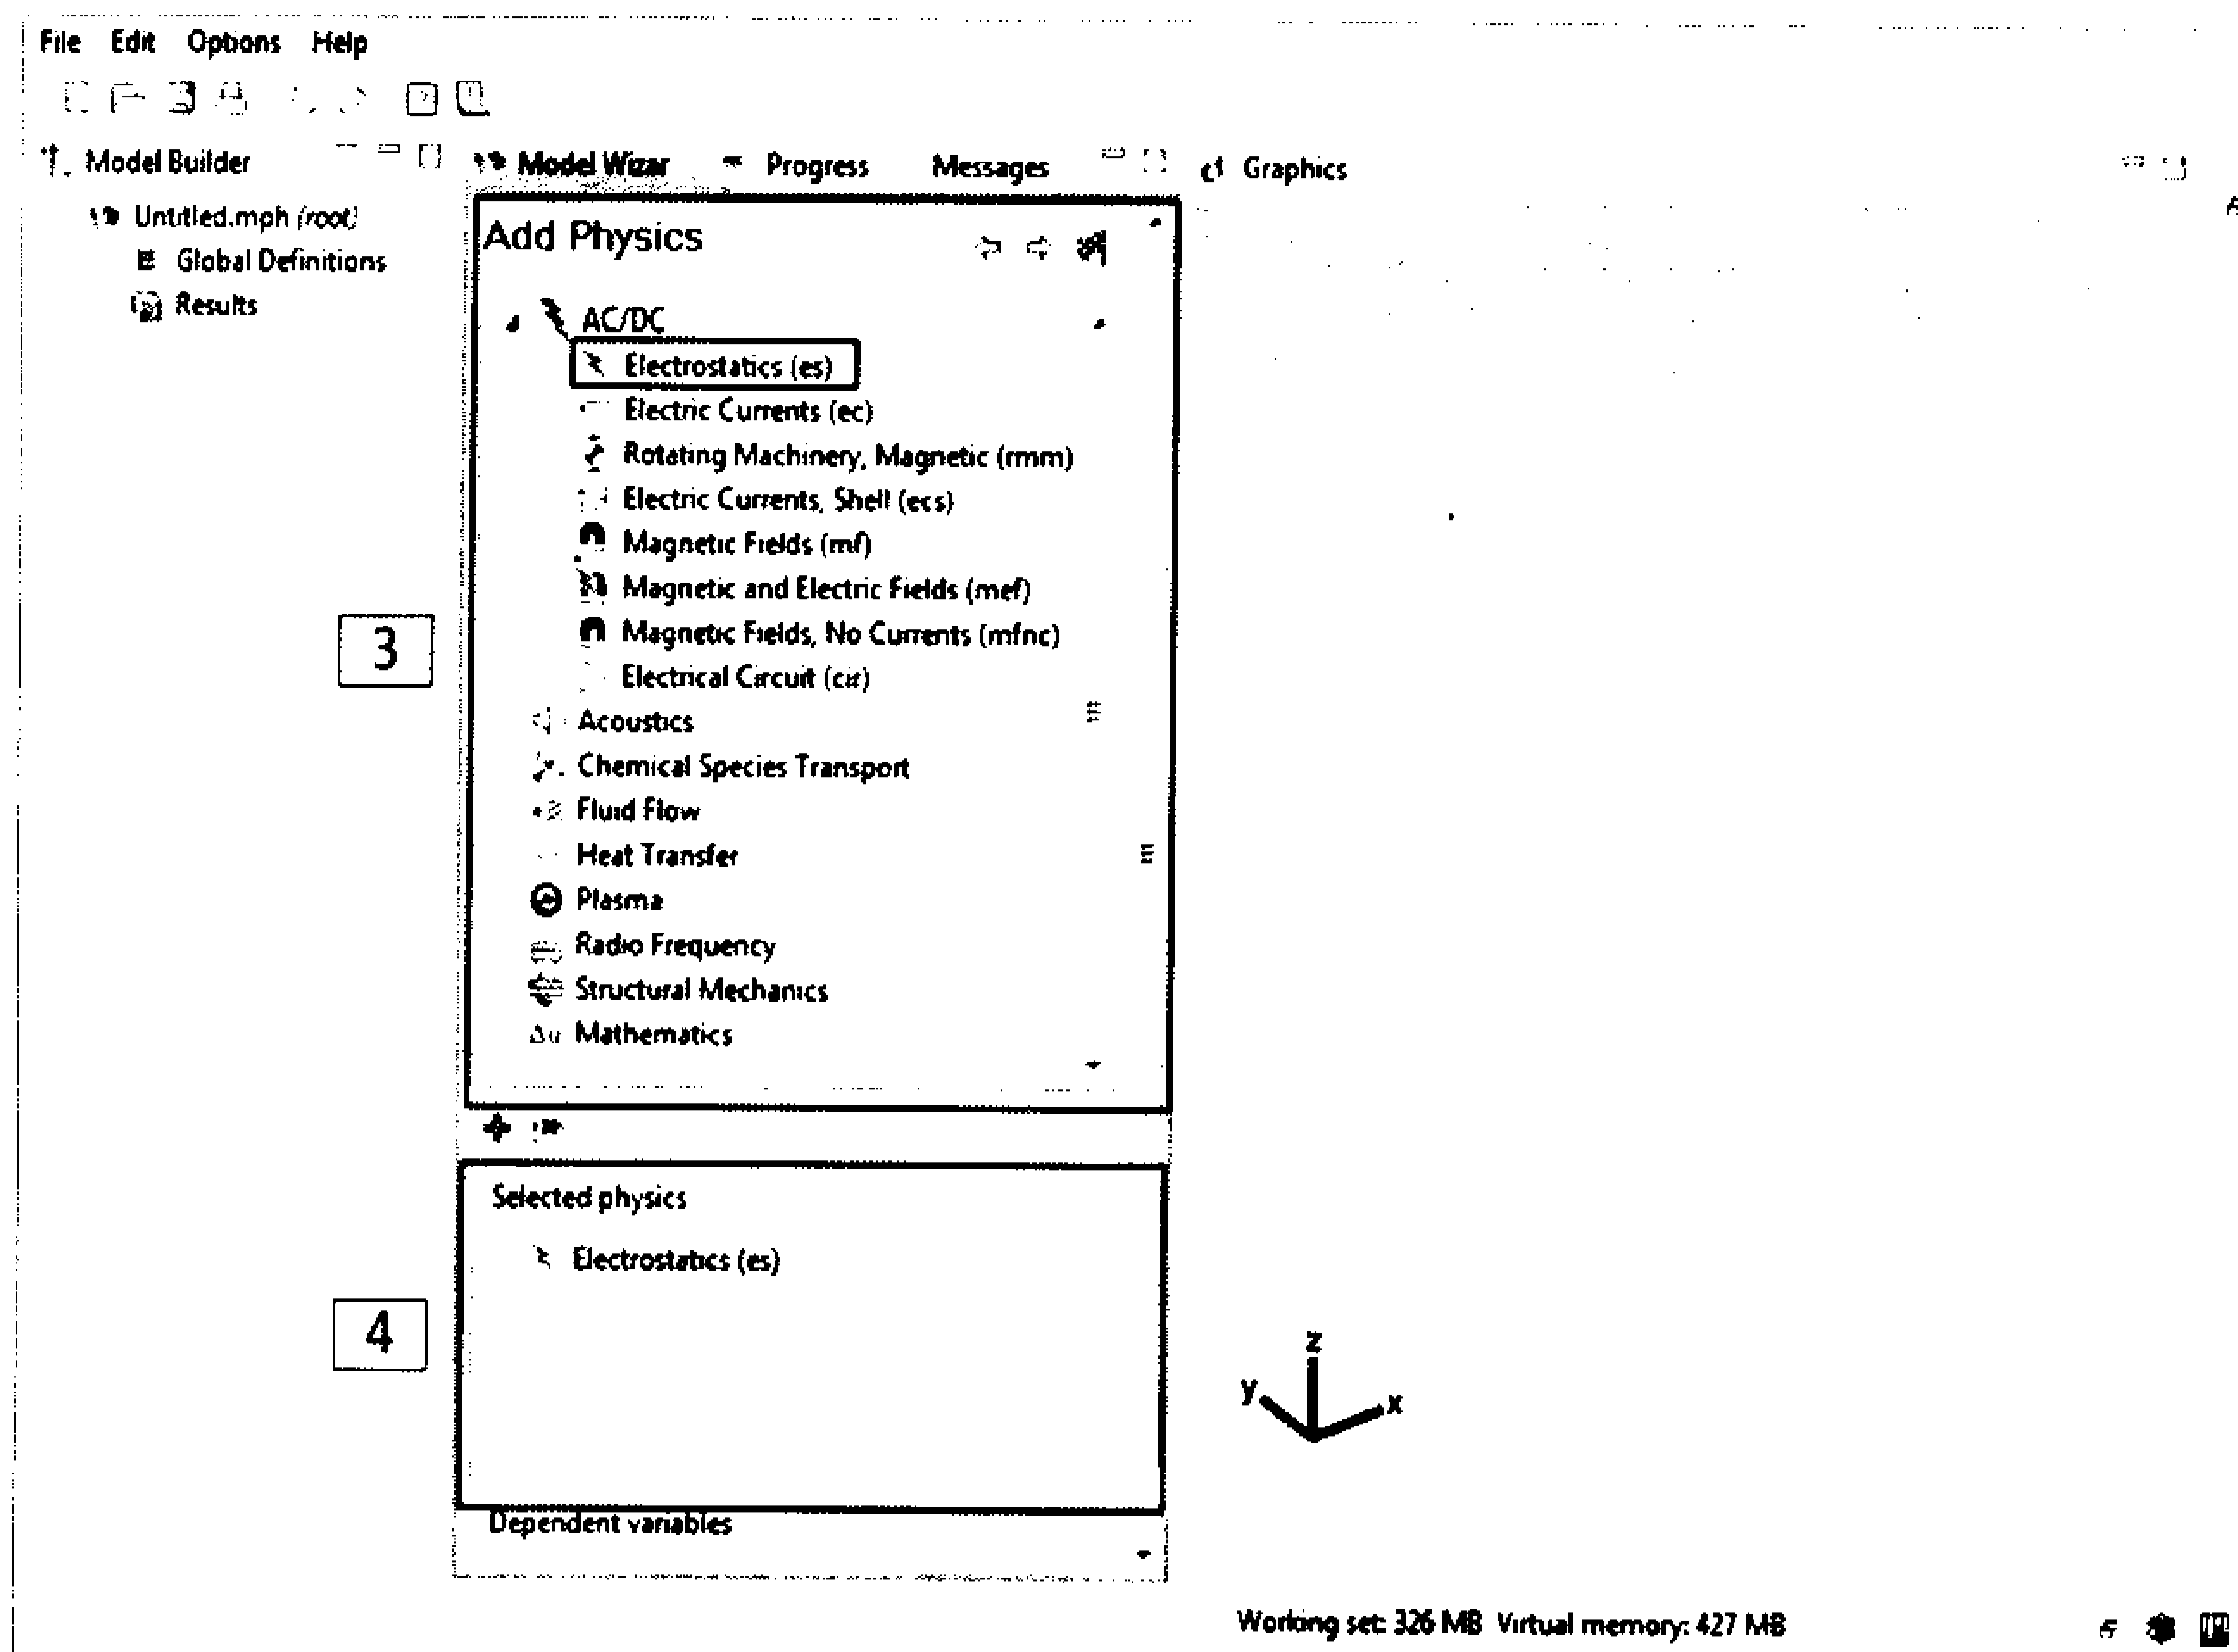 File Edit Options Help
Model Builder
Untitled.mph (root)
Global Definitions
Results
Model Wizar
Progress
Messages
Graphics
Add Physics
AC/DC
Electrostatics (es)
Electric Currents (ec)
Rotating Machinery, Magnetic (rmm)
Electric Currents, Shell (ecs)
Magnetic Fields (mf)
Magnetic and Electric Fields (mef)
Magnetic Fields, No Currents (mfnc)
Electrical Circuit (cir)
Acoustics
Chemical Species Transport
Fluid Flow
Heat Transfer
Plasma
Radio Frequency
Structural Mechanics
Δu Mathematics
3
Selected physics
Electrostatics (es)
4
Dependent variables
z
y
x
Working set: 326 MB Virtual memory: 427 MB